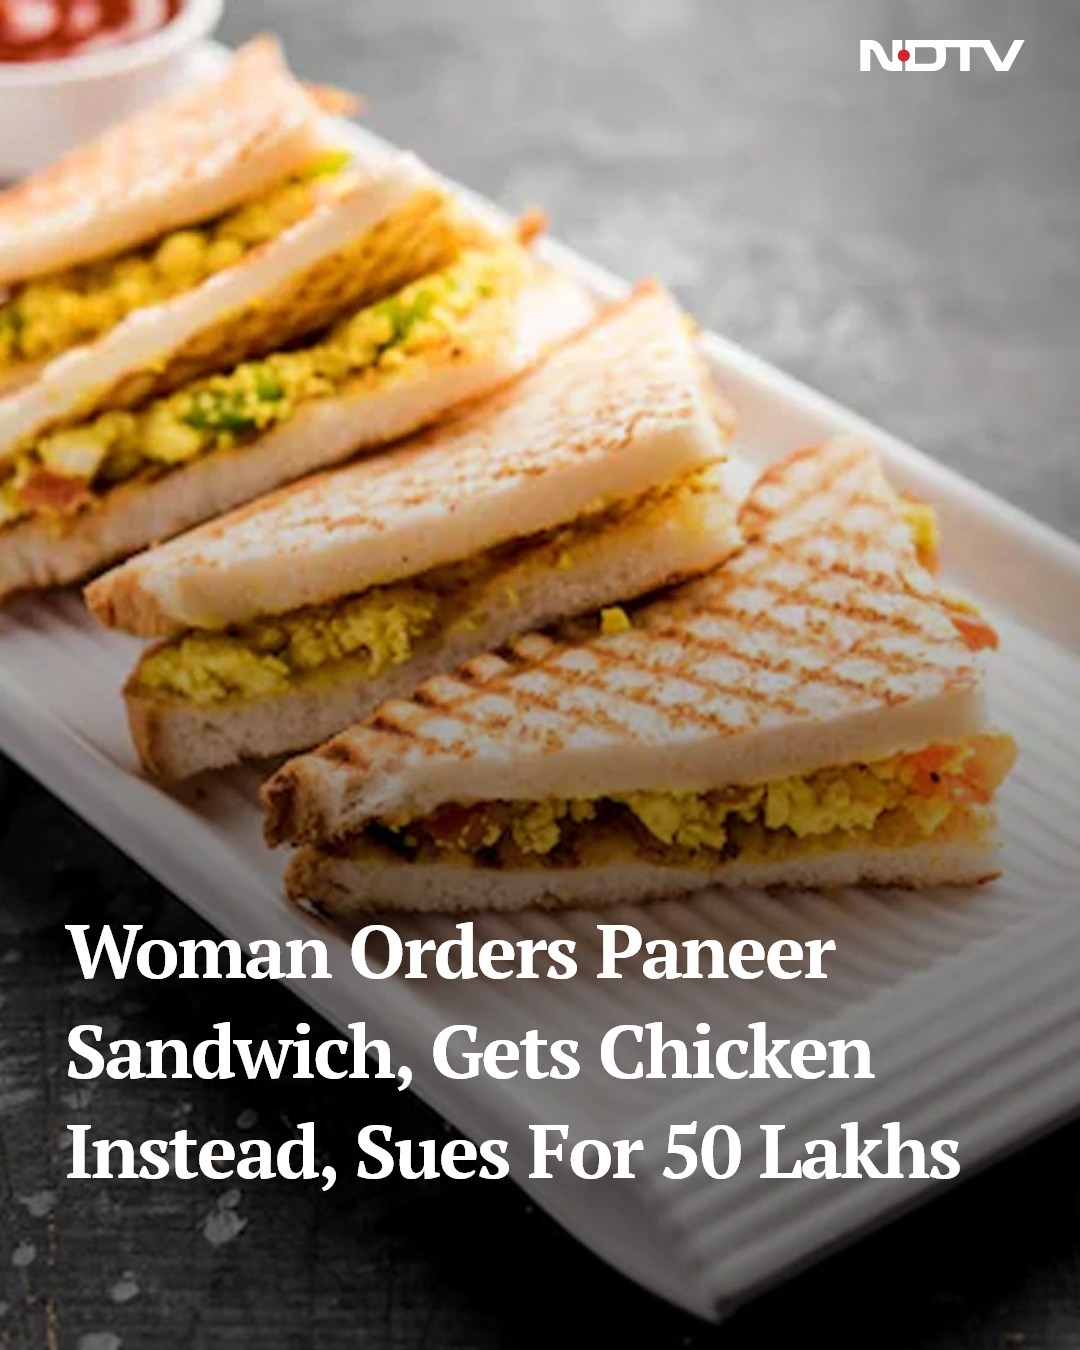 NDTV
Woman Orders Paneer
Sandwich, Gets Chicken
Instead, Sues For 50 Lakhs